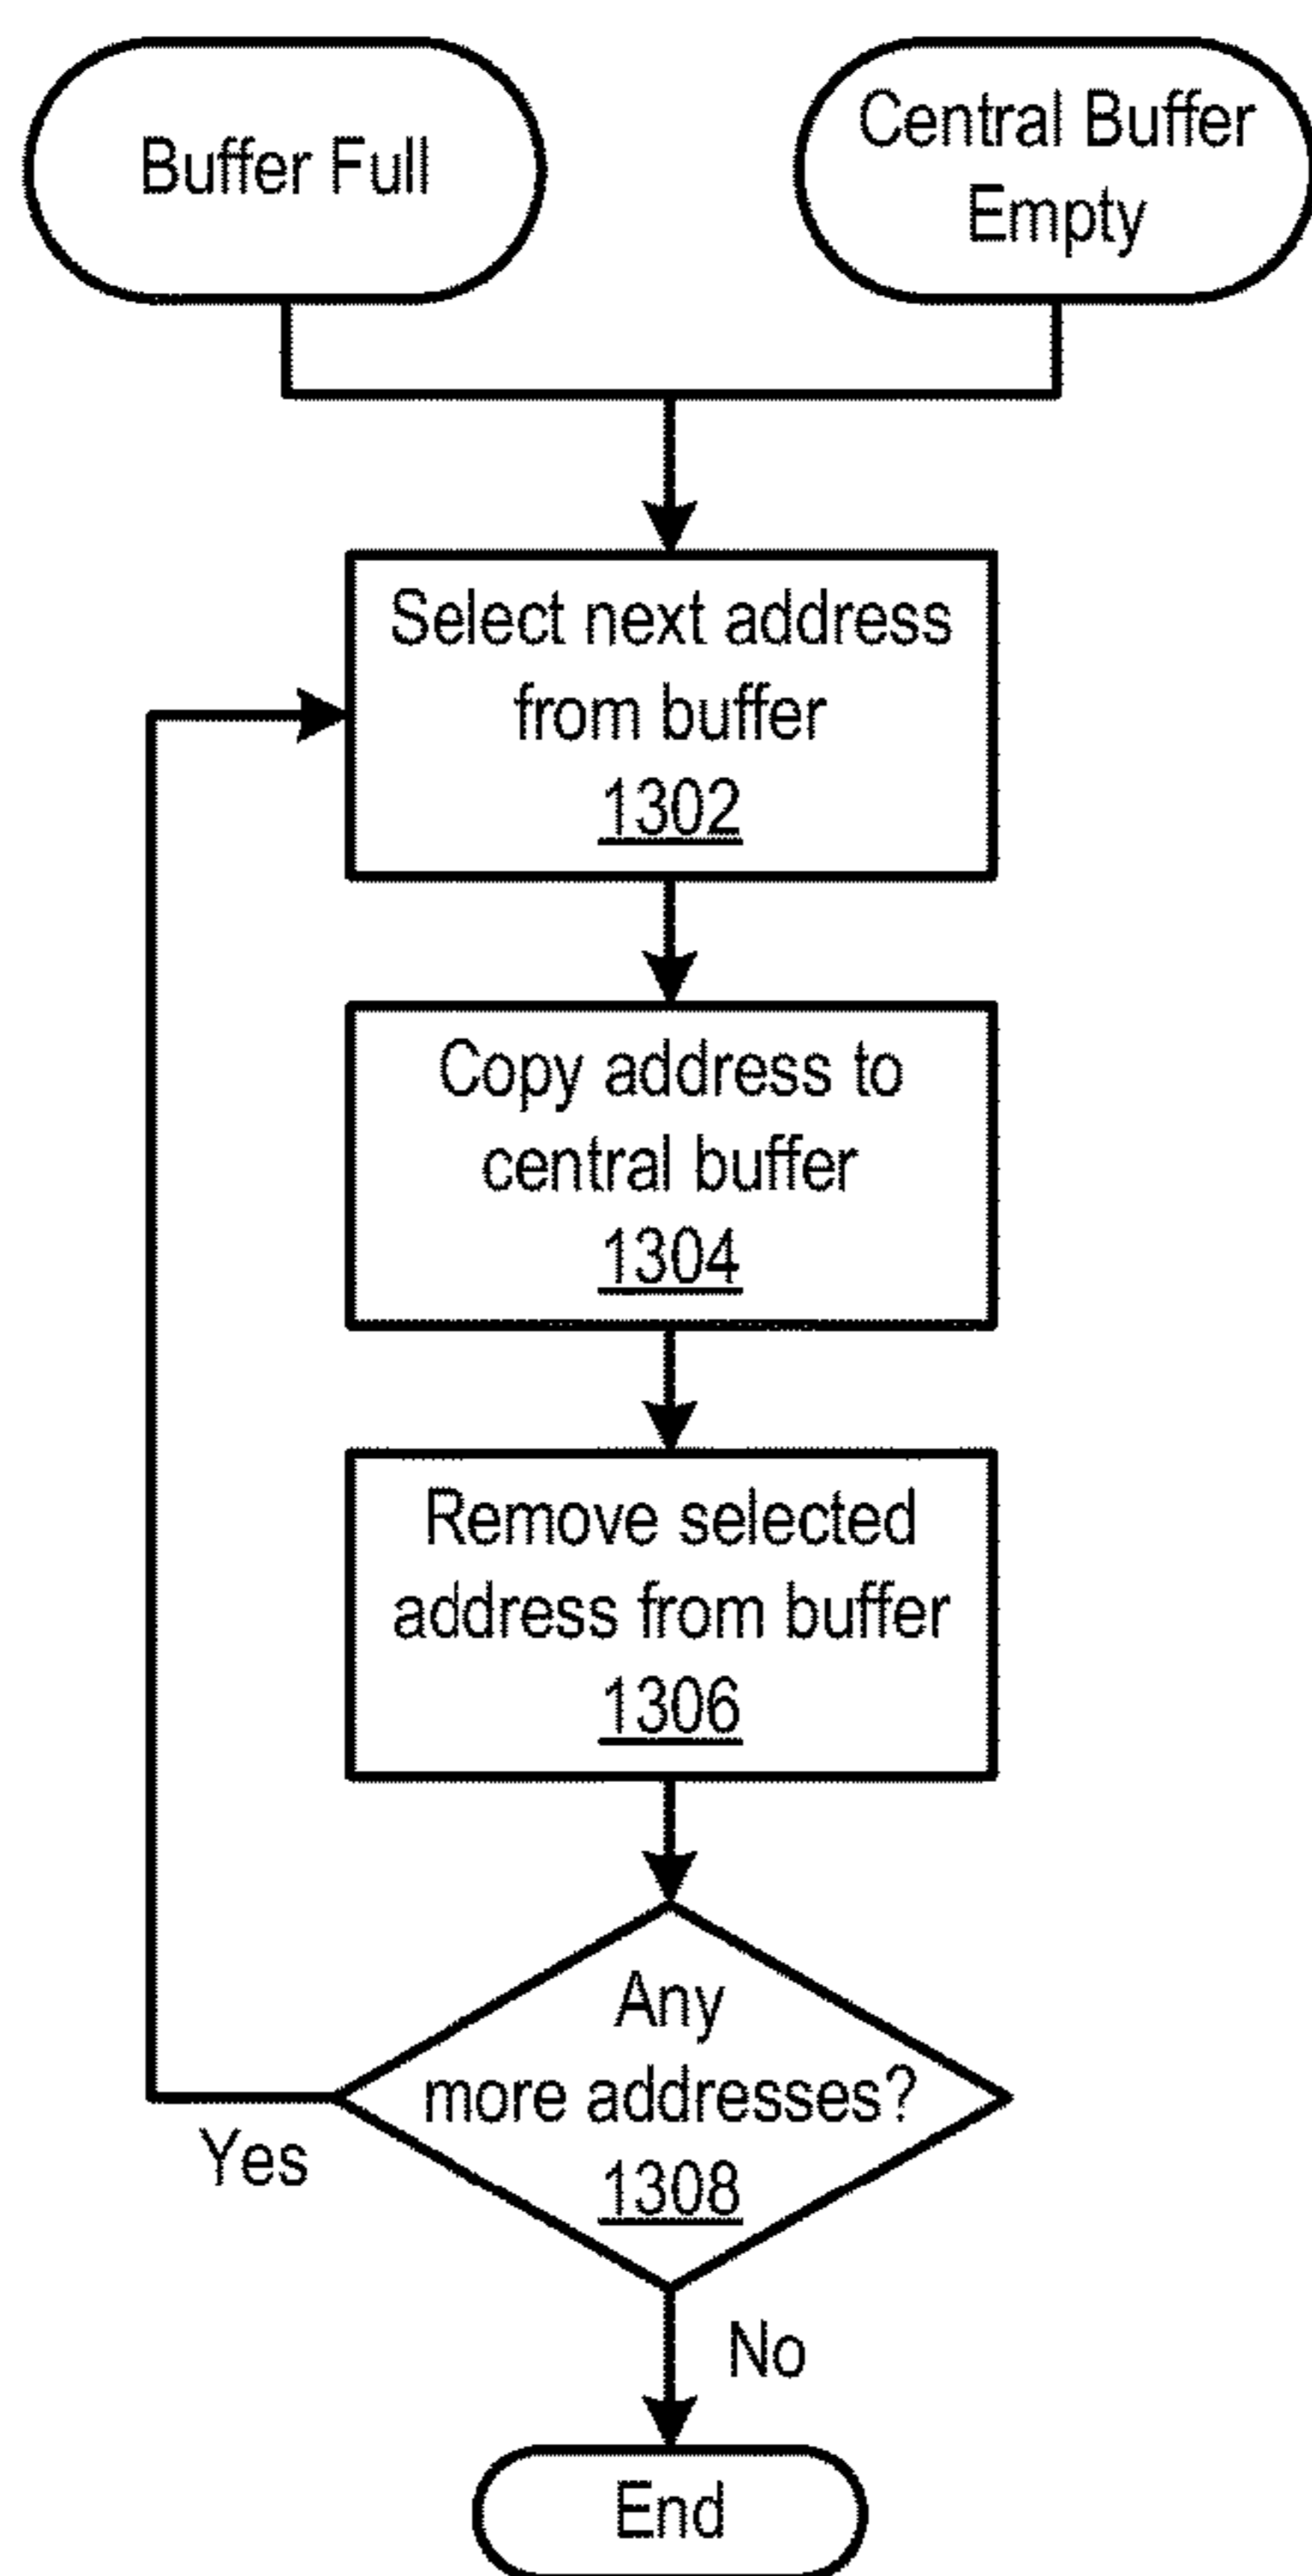 Buffer Full
Central Buffer
Empty
Select next address
from buffer
1302
Copy address to
central buffer
1304
Remove selected
address from buffer
1306
Any
more addresses?
1308
Yes
No
End